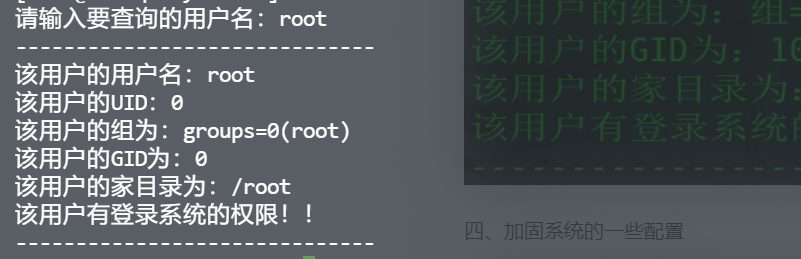 请输入要查询的用户名：root
------------------------------
该用户的用户名：root
该用户的UID：0
该用户的组为：groups=0(root)
该用户的GID为：0
该用户的家目录为：/root
该用户有登录系统的权限！！
------------------------------
该用户的组为：组=
该用户的GID为：10
该用户的家目录为：
该用户有登录系统的
四、加固系统的一些配置